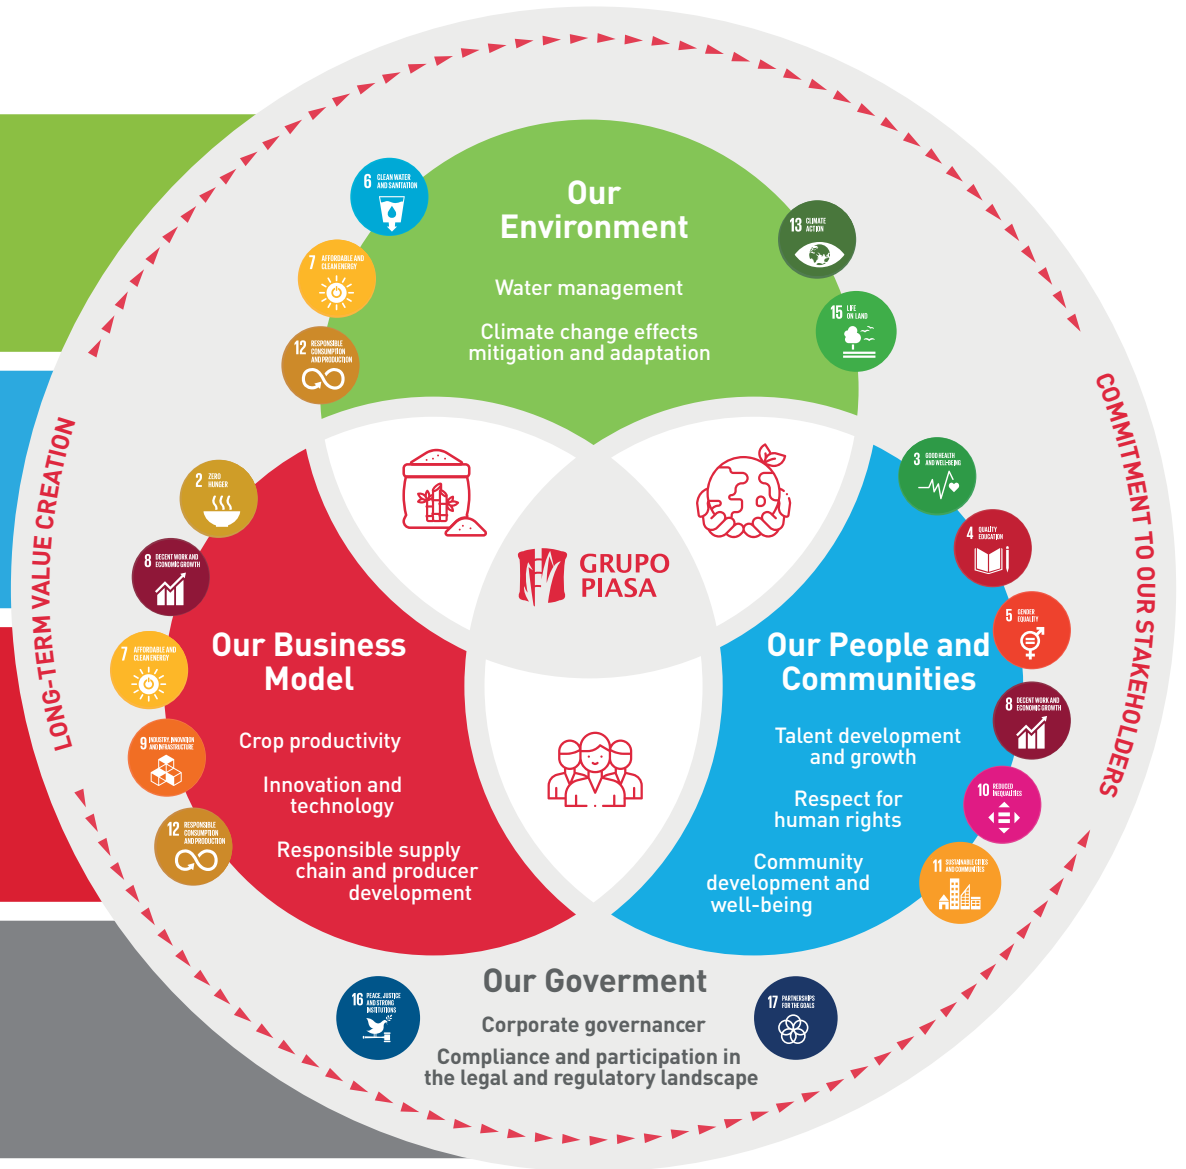 Our
Environment
Water management
Climate change effects
mitigation and adaptation
6 CLEAN WATER
AND SANITATION
7 AFFORDABLE AND
CLEAN ENERGY
12 RESPONSIBLE
CONSUMPTION
AND PRODUCTION
13 CLIMATE
ACTION
15 LIFE
ON LAND
LONG-TERM VALUE CREATION
COMMITMENT TO OUR STAKEHOLDERS
GRUPO
PIASA
2 ZERO
HUNGER
8 DECENT WORK AND
ECONOMIC GROWTH
7 AFFORDABLE AND
CLEAN ENERGY
9 INDUSTRY, INNOVATION
AND INFRASTRUCTURE
12 RESPONSIBLE
CONSUMPTION
AND PRODUCTION
Our Business
Model
Crop productivity
Innovation and
technology
Responsible supply
chain and producer
development
Our People and
Communities
Talent development
and growth
Respect for
human rights
Community
development and
well-being
3 GOOD HEALTH
AND WELL-BEING
4 QUALITY
EDUCATION
5 GENDER
EQUALITY
8 DECENT WORK AND
ECONOMIC GROWTH
10 REDUCED
INEQUALITIES
11 SUSTAINABLE CITIES
AND COMMUNITIES
Our Goverment
Corporate governancer
Compliance and participation in
the legal and regulatory landscape
16 PEACE, JUSTICE
AND STRONG
INSTITUTIONS
17 PARTNERSHIPS
FOR THE GOALS